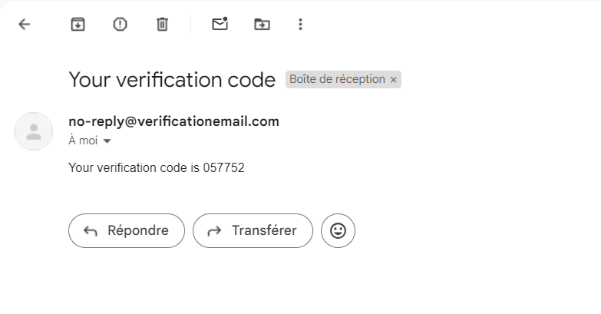 Your verification code Boîte de réception ×
no-reply@verificationemail.com
À moi
Your verification code is 057752
Répondre Transférer